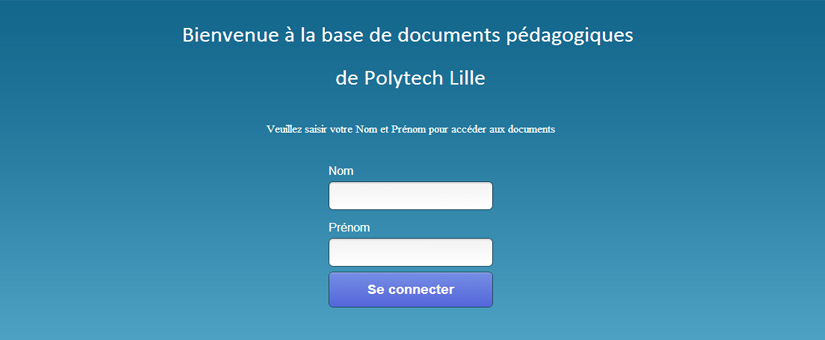 Bienvenue à la base de documents pédagogiques
de Polytech Lille
Veuillez saisir votre Nom et Prénom pour accéder aux documents
Nom
Prénom
Se connecter